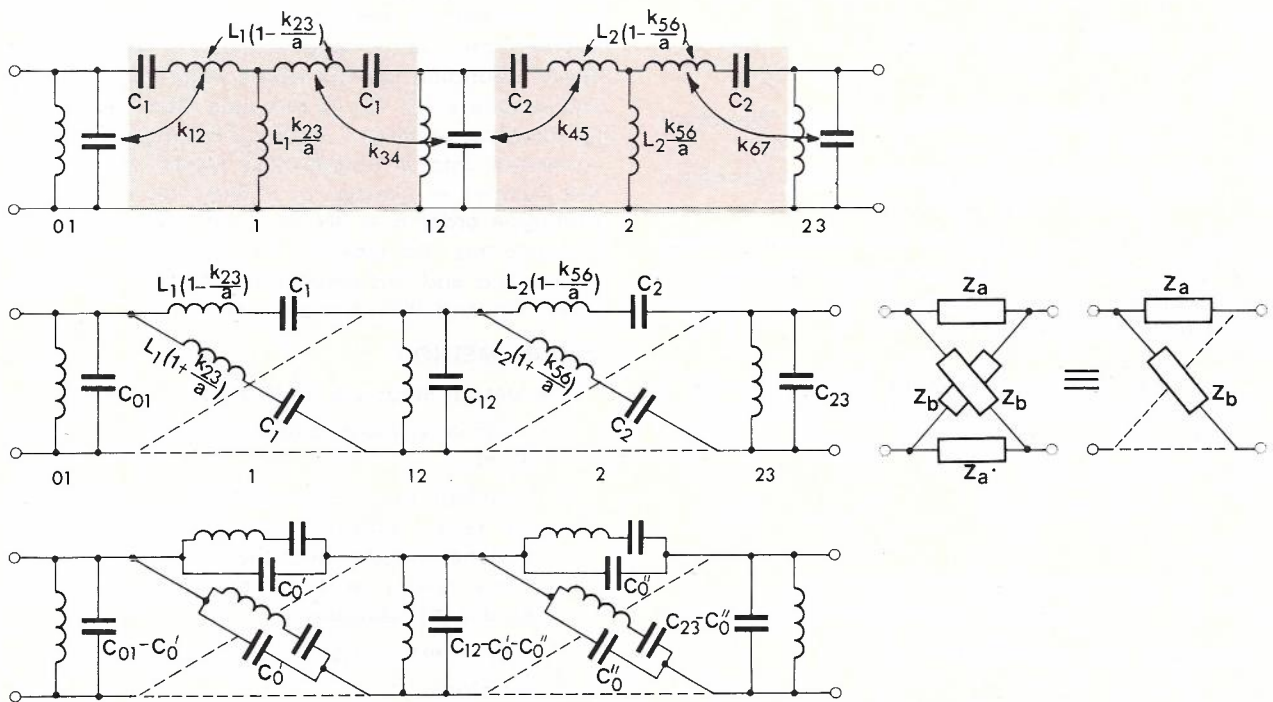 L1(1-k23/a)
L2(1-k56/a)
C1
C1
C2
C2
k12
L1 k23/a
k34
k45
L2 k56/a
k67
01
1
12
2
23
L1(1-k23/a)
C1
L2(1-k56/a)
C2
Za
Za
C01
L1(1+k23/a)
C1
C12
L2(1+k56/a)
C2
C23
Zb
Zb
Zb
Za
01
1
12
2
23
C0'
C0''
C01-C0'
C0'
C12-C0'-C0''
C0''
C23-C0''